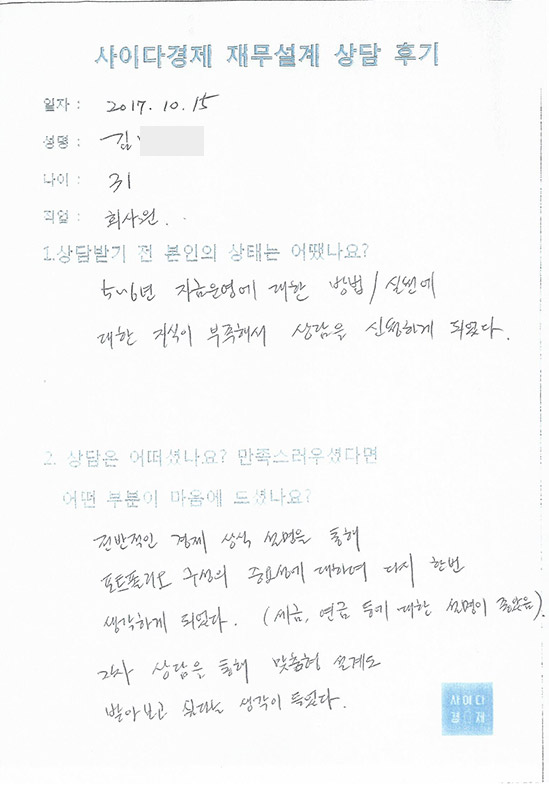 사이다경제 재무설계 상담 후기
일자 : 2017. 10. 15
성명 : 김
나이 : 31
직업 : 회사원.
1.상담받기 전 본인의 상태는 어땠나요?
5~6년 자금운영에 대한 방법 / 실천에
대한 지식이 부족해서 상담을 신청하게 되었다.
2. 상담은 어떠셨나요? 만족스러우셨다면
어떤 부분이 마음에 드셨나요?
전반적인 경제 상식 설명을 통해
포트폴리오 구성의 중요성에 대하여 다시 한번
생각하게 되었다. (세금, 연금 등에 대한 설명이 좋았음).
2차 상담을 통해 맞춤형 설계도
받아보고 싶다는 생각이 득었다.
사이다
경제